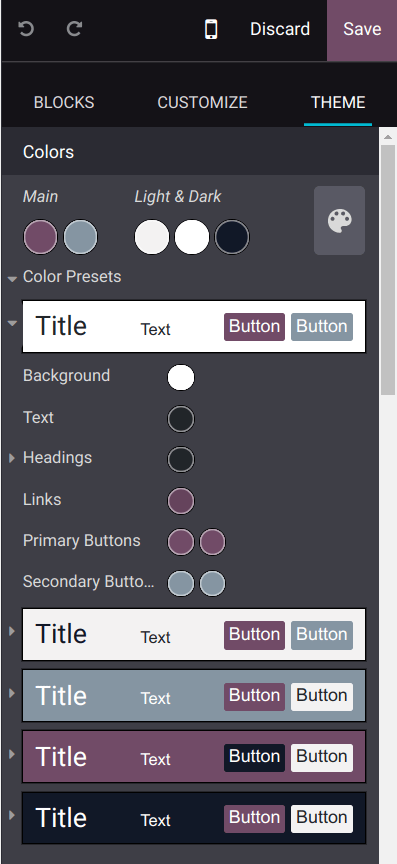 Discard Save
BLOCKS CUSTOMIZE THEME
Colors
Main Light & Dark
Color Presets
Title Text Button Button
Background
Text
Headings
Links
Primary Buttons
Secondary Butto...
Title Text Button Button
Title Text Button Button
Title Text Button Button
Title Text Button Button